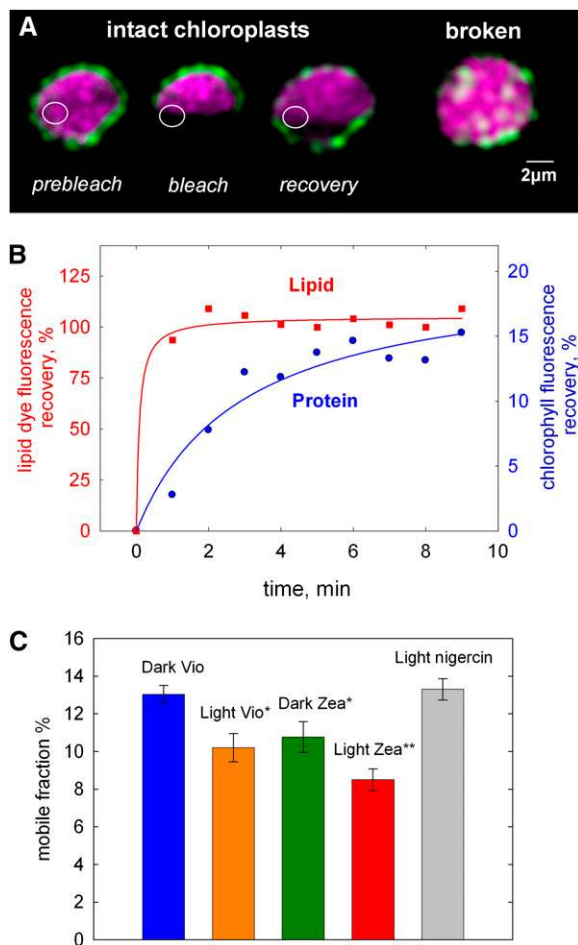 A
intact chloroplasts
broken
prebleach
bleach
recovery
2µm
B
lipid dye fluorescence
recovery, %
125
100
75
50
25
0
Lipid
Protein
20
15
10
5
0
chlorophyll fluorescence
recovery, %
0 2 4 6 8 10
time, min
C
mobile fraction %
16
14
12
10
8
6
4
2
0
Dark Vio
Light Vio*
Dark Zea*
Light Zea**
Light nigercin